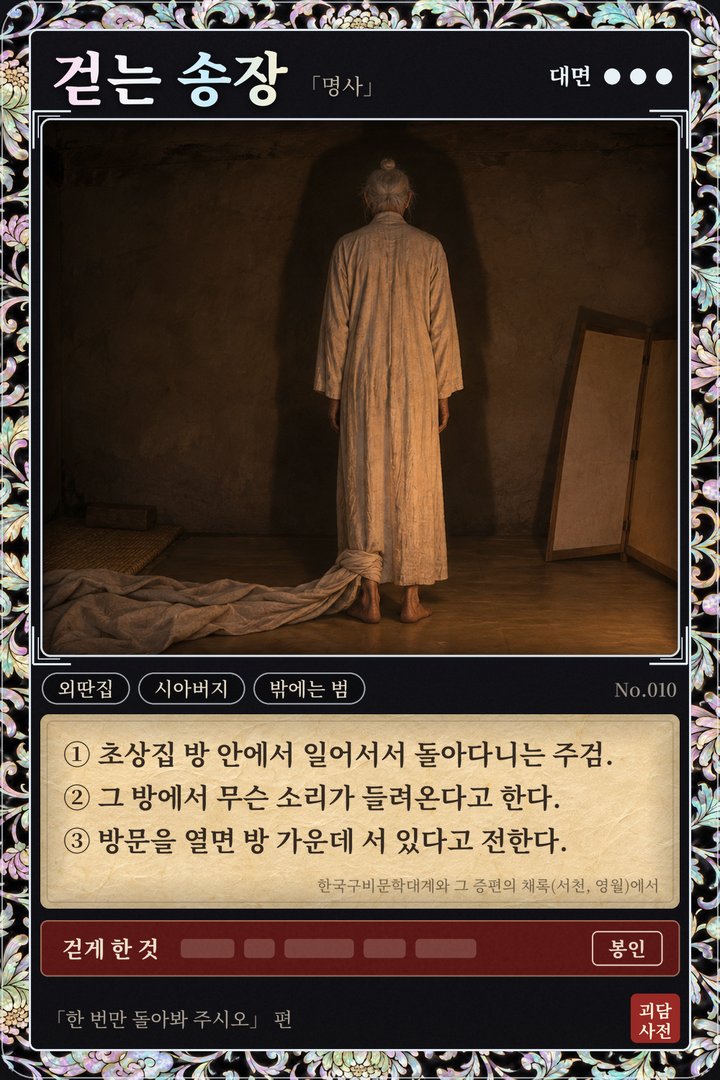 걷는 송장 「명사」 대면 ●●●
외딴집 시아버지 밖에는 범 No.010
① 초상집 방 안에서 일어서서 돌아다니는 주검.
② 그 방에서 무슨 소리가 들려온다고 한다.
③ 방문을 열면 방 가운데 서 있다고 전한다.
한국구비문학대계와 그 증편의 채록(서천, 영월)에서
걷게 한 것 봉인
「한 번만 돌아봐 주시오」 편
괴담
사전